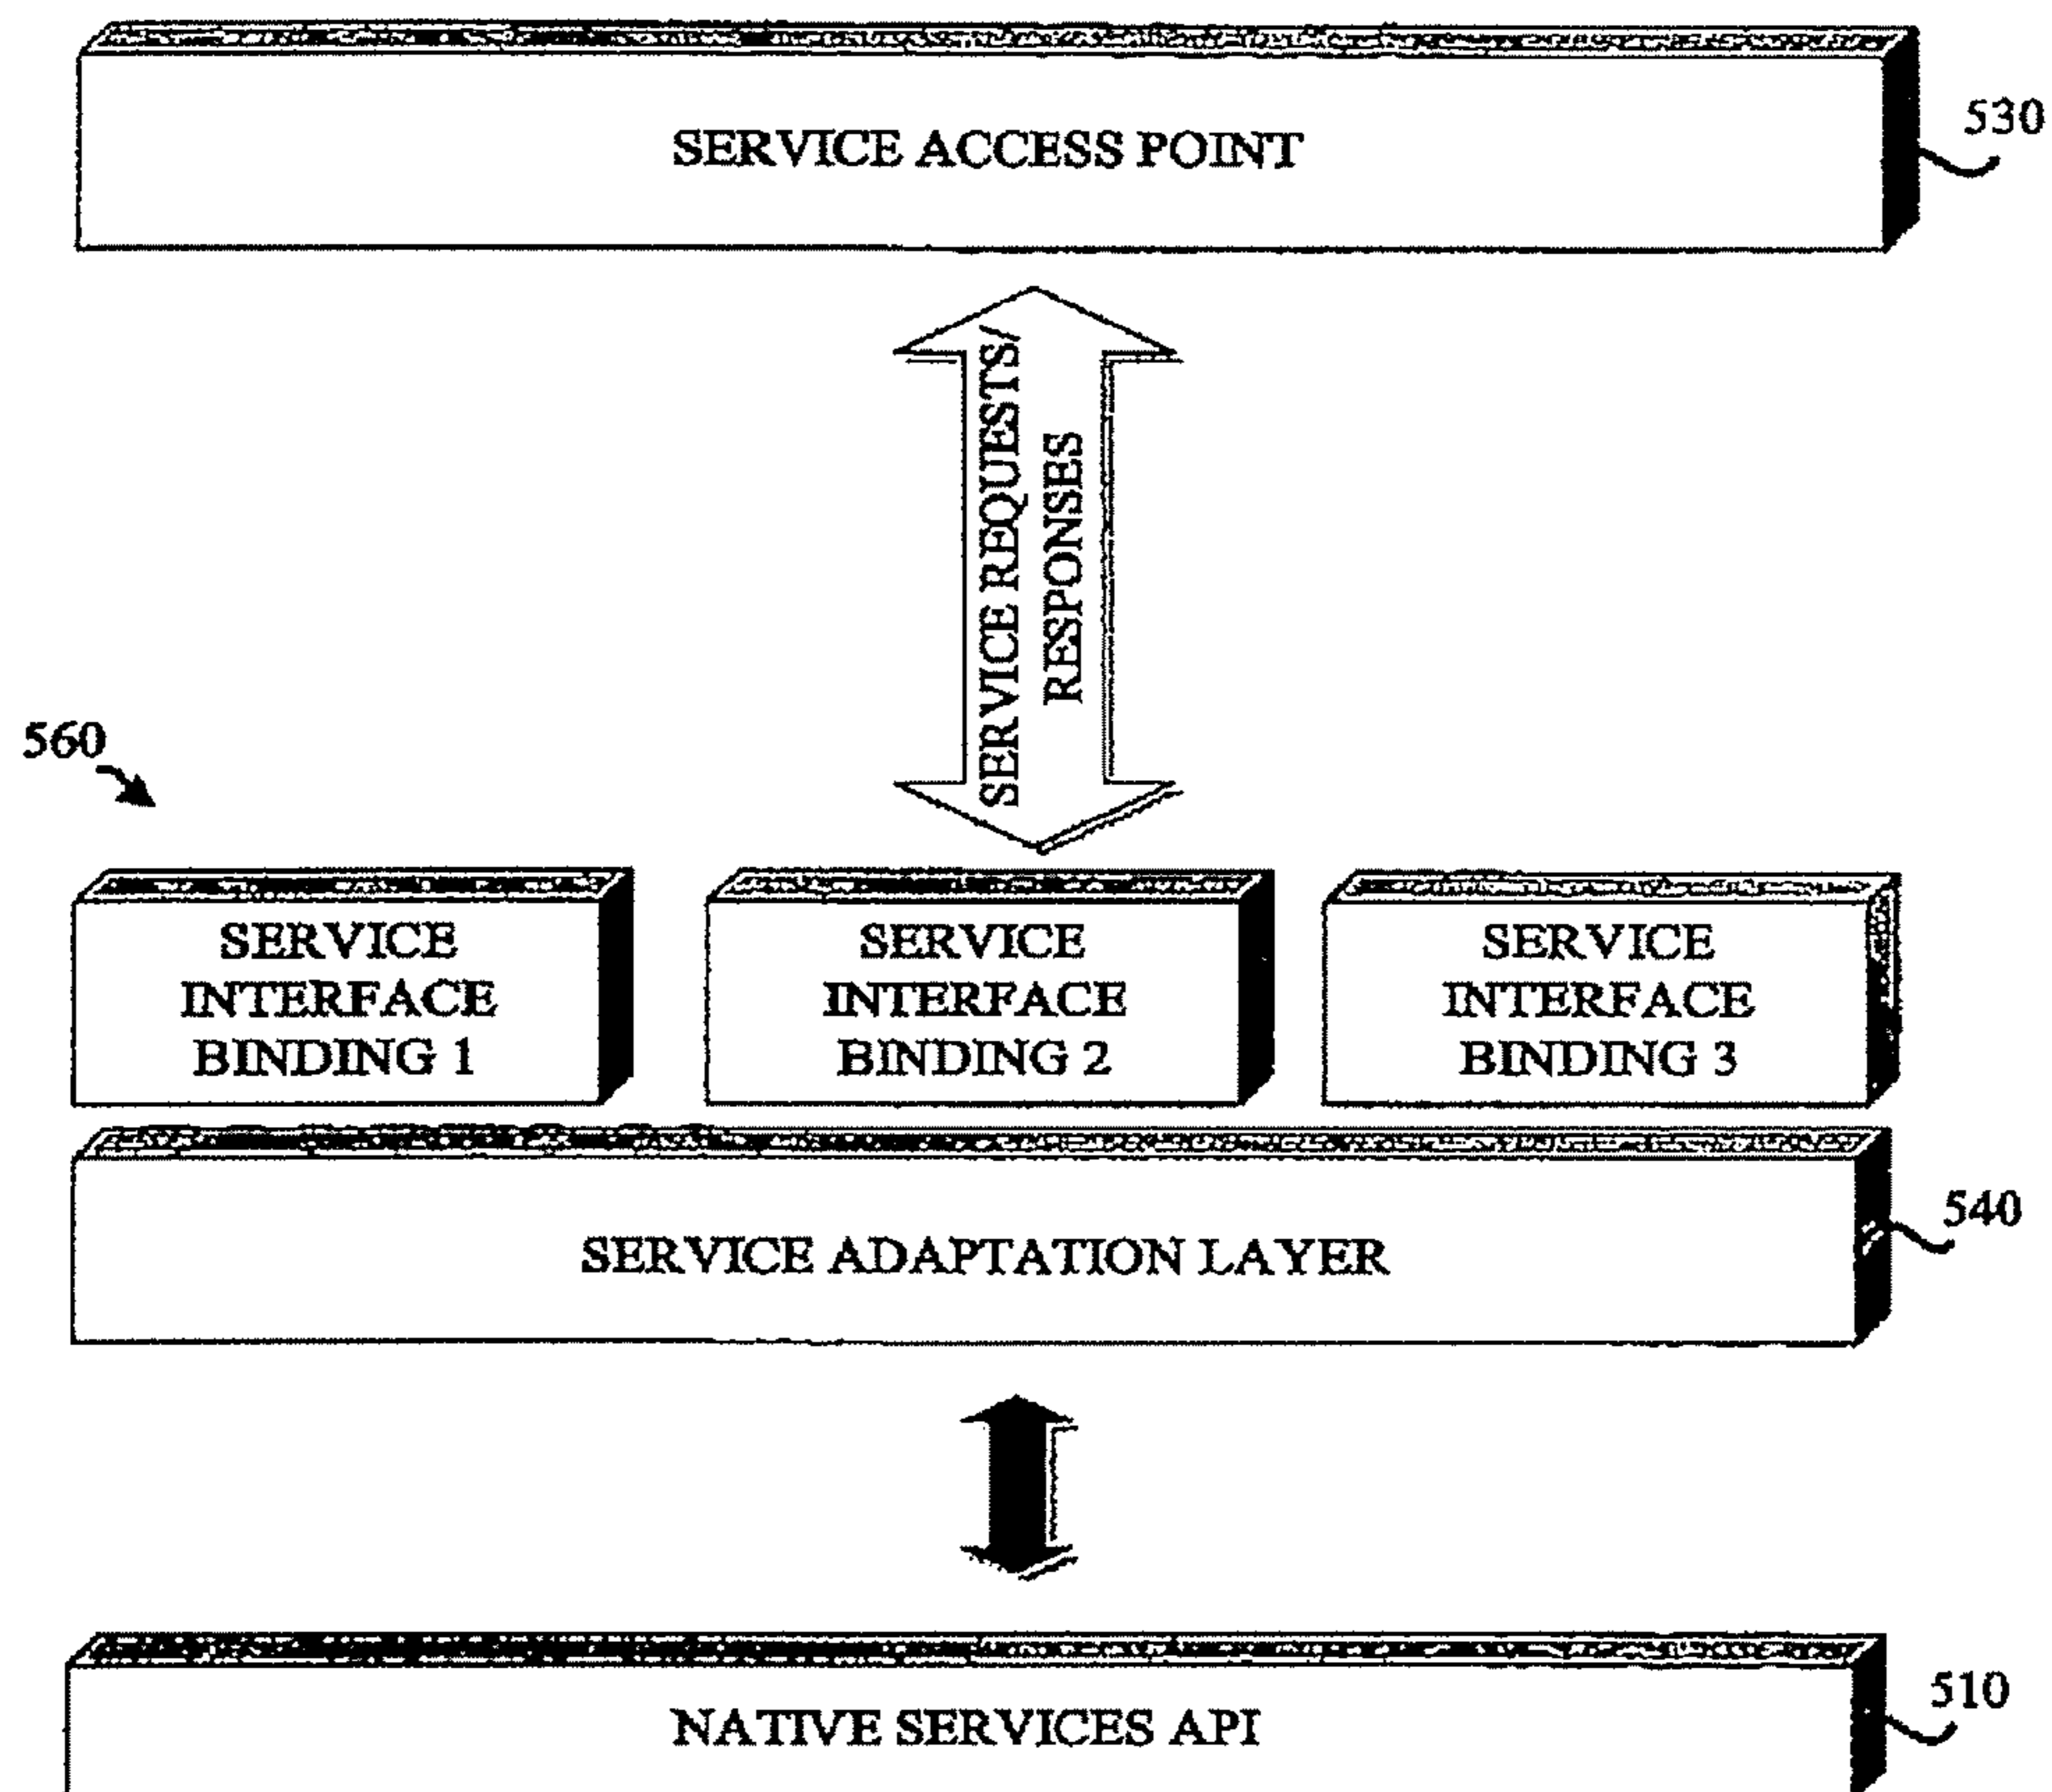 530
SERVICE ACCESS POINT
SERVICE REQUESTS/
RESPONSES
560
SERVICE
INTERFACE
BINDING 1
SERVICE
INTERFACE
BINDING 2
SERVICE
INTERFACE
BINDING 3
540
SERVICE ADAPTATION LAYER
510
NATIVE SERVICES API